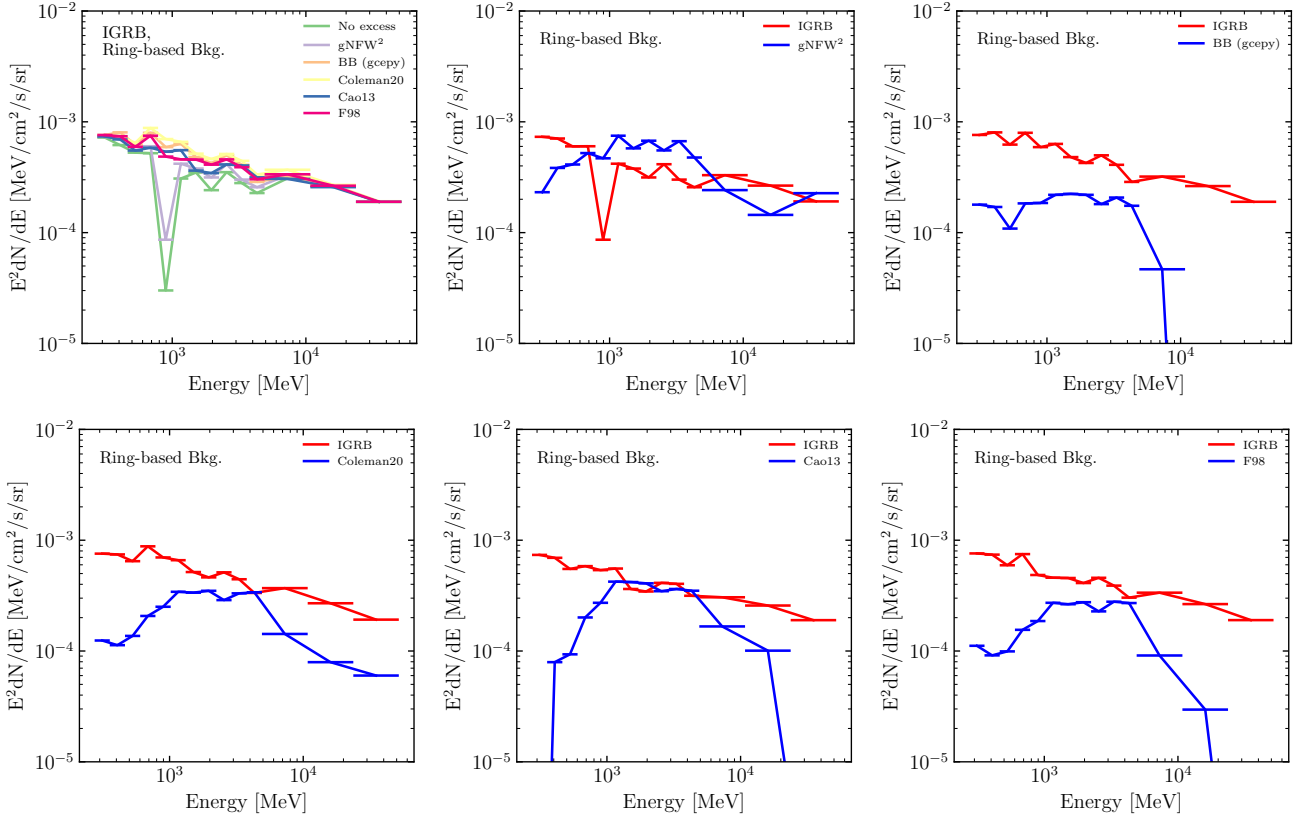 IGRB,
Ring-based Bkg.
No excess
gNFW²
BB (gcepy)
Coleman20
Cao13
F98
10⁻²
10⁻³
10⁻⁴
10⁻⁵
E²dN/dE [MeV/cm²/s/sr]
10³
10⁴
Energy [MeV]
Ring-based Bkg.
IGRB
gNFW²
10⁻²
10⁻³
10⁻⁴
10⁻⁵
E²dN/dE [MeV/cm²/s/sr]
10³
10⁴
Energy [MeV]
Ring-based Bkg.
IGRB
BB (gcepy)
10⁻²
10⁻³
10⁻⁴
10⁻⁵
E²dN/dE [MeV/cm²/s/sr]
10³
10⁴
Energy [MeV]
Ring-based Bkg.
IGRB
Coleman20
10⁻²
10⁻³
10⁻⁴
10⁻⁵
E²dN/dE [MeV/cm²/s/sr]
10³
10⁴
Energy [MeV]
Ring-based Bkg.
IGRB
Cao13
10⁻²
10⁻³
10⁻⁴
10⁻⁵
E²dN/dE [MeV/cm²/s/sr]
10³
10⁴
Energy [MeV]
Ring-based Bkg.
IGRB
F98
10⁻²
10⁻³
10⁻⁴
10⁻⁵
E²dN/dE [MeV/cm²/s/sr]
10³
10⁴
Energy [MeV]